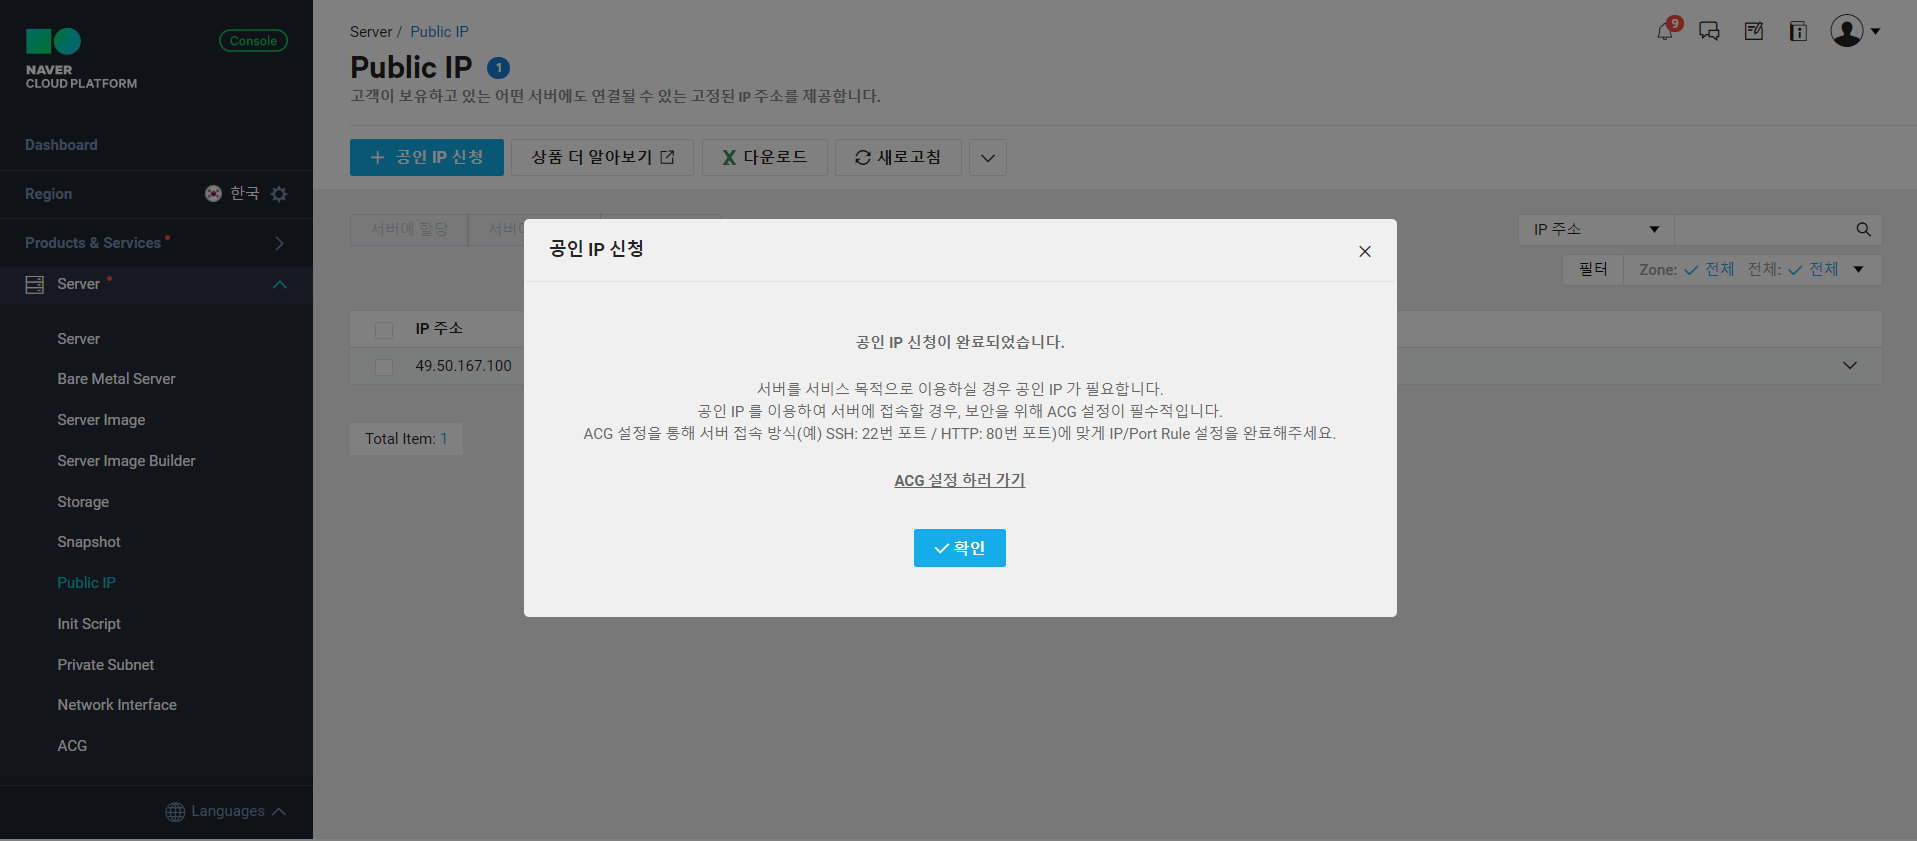 NAVER
CLOUD PLATFORM
Console
Dashboard
Region
한국
Products & Services
Server
Server
Bare Metal Server
Server Image
Server Image Builder
Storage
Snapshot
Public IP
Init Script
Private Subnet
Network Interface
ACG
Languages
Server / Public IP
9
Public IP 1
고객이 보유하고 있는 어떤 서버에도 연결될 수 있는 고정된 IP 주소를 제공합니다.
+ 공인 IP 신청
상품 더 알아보기
X 다운로드
새로고침
서버에 할당
IP 주소
필터
Zone: 전체 전체: 전체
IP 주소
49.50.167.100
Total Item: 1
공인 IP 신청
공인 IP 신청이 완료되었습니다.
서버를 서비스 목적으로 이용하실 경우 공인 IP 가 필요합니다.
공인 IP 를 이용하여 서버에 접속할 경우, 보안을 위해 ACG 설정이 필수적입니다.
ACG 설정을 통해 서버 접속 방식(예) SSH: 22번 포트 / HTTP: 80번 포트)에 맞게 IP/Port Rule 설정을 완료해주세요.
ACG 설정 하러 가기
확인